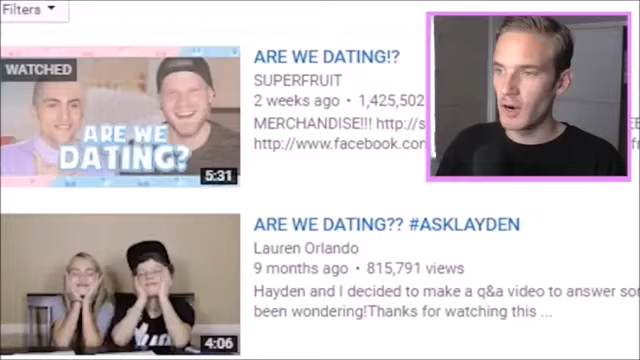 Filters
WATCHED
ARE WE
DATING?
5:31
ARE WE DATING!?
SUPERFRUIT
2 weeks ago • 1,425,502
MERCHANDISE!!! http://s
http://www.facebook.com
4:06
ARE WE DATING?? #ASKLAYDEN
Lauren Orlando
9 months ago • 815,791 views
Hayden and I decided to make a q&a video to answer so
been wondering!Thanks for watching this ...